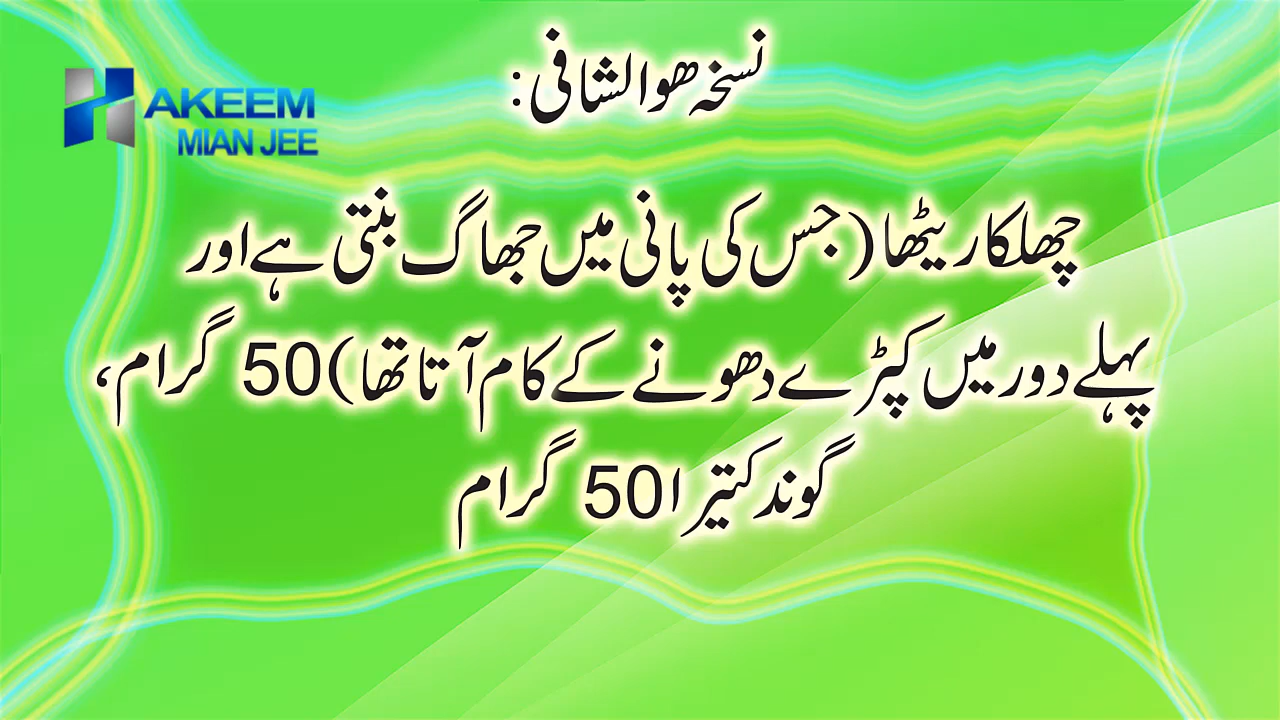 نسخہ ھوالشافی:
HAKEEM
MIAN JEE
چھلکا ریٹھا (جس کی پانی میں جھاگ بنتی ہے اور
پہلے دور میں کپڑے دھونے کے کام آتا تھا) 50 گرام،
گوند کتیرا 50 گرام